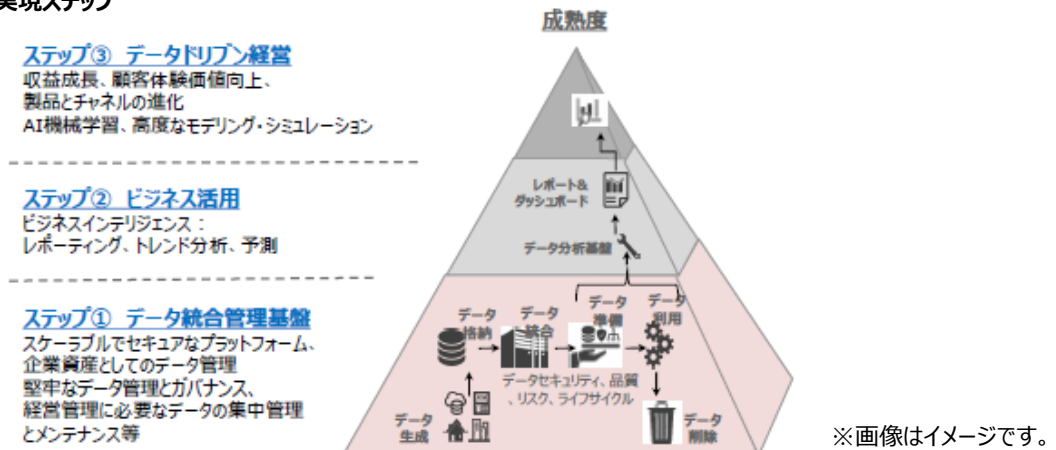 実現ステップ
成熟度
ステップ③ データドリブン経営
収益成長、顧客体験価値向上、
製品とチャネルの進化
AI機械学習、高度なモデリング・シミュレーション
ステップ② ビジネス活用
ビジネスインテリジェンス：
レポーティング、トレンド分析、予測
ステップ① データ統合管理基盤
スケーラブルでセキュアなプラットフォーム、
企業資産としてのデータ管理
堅牢なデータ管理とガバナンス、
経営管理に必要なデータの集中管理
とメンテナンス等
レポート&
ダッシュボード
データ分析基盤
データ
格納
データ
統合
データ
準備
データ
利用
データセキュリティ、品質
、リスク、ライフサイクル
データ
生成
データ
削除
※画像はイメージです。